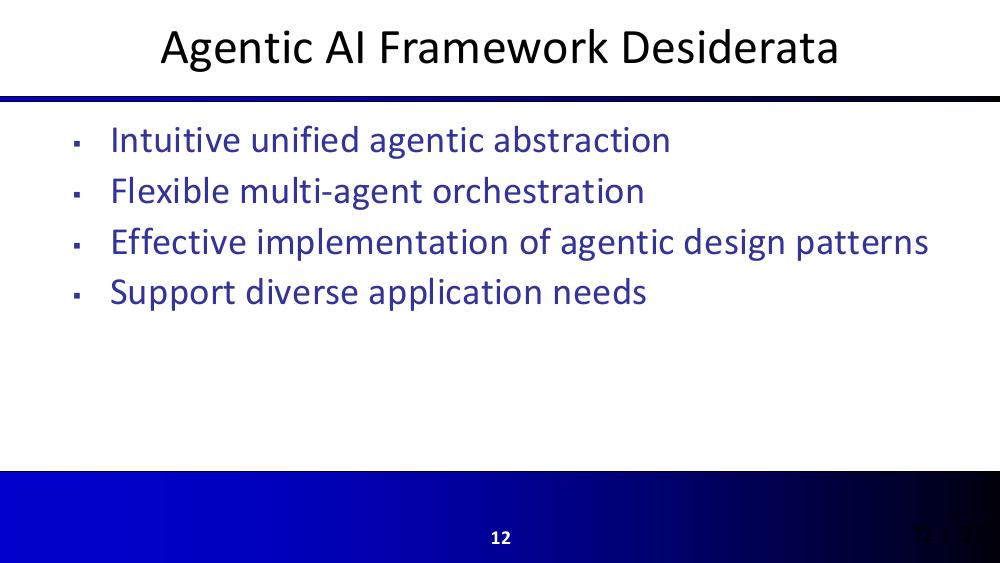 Agentic AI Framework Desiderata
▪ Intuitive unified agentic abstraction
▪ Flexible multi-agent orchestration
▪ Effective implementation of agentic design patterns
▪ Support diverse application needs
12
12 /